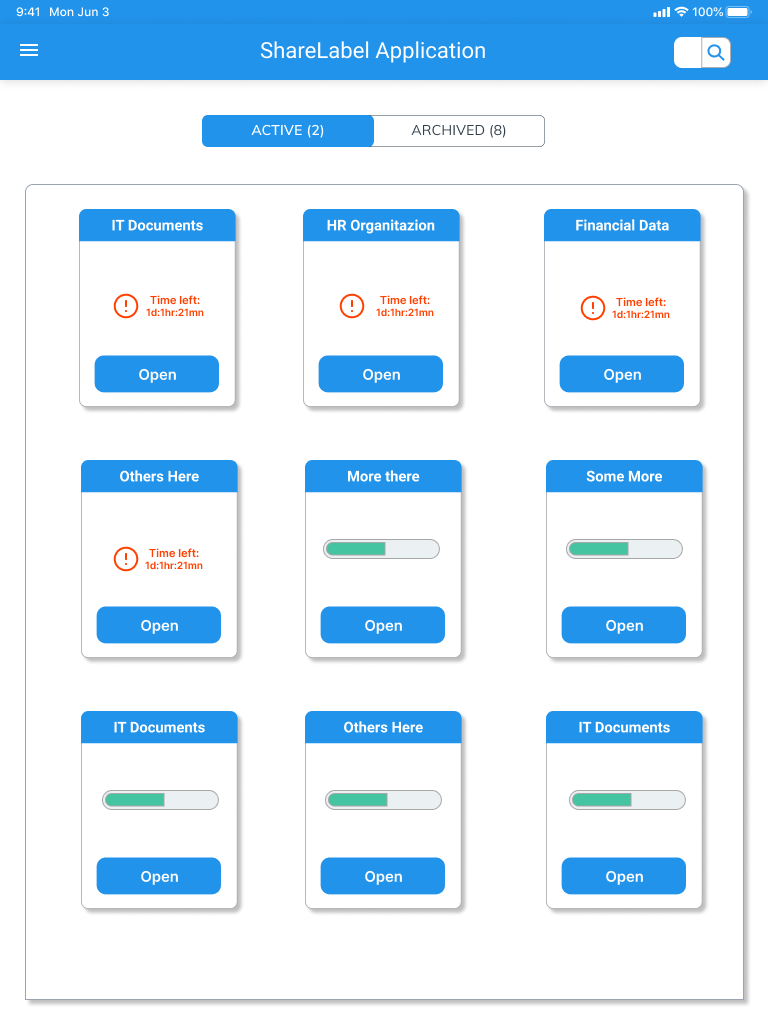 9:41 Mon Jun 3
100%
ShareLabel Application
ACTIVE (2)
ARCHIVED (8)
IT Documents
Time left:
1d:1hr:21mn
Open
HR Organitazion
Time left:
1d:1hr:21mn
Open
Financial Data
Time left:
1d:1hr:21mn
Open
Others Here
Time left:
1d:1hr:21mn
Open
More there
Open
Some More
Open
IT Documents
Open
Others Here
Open
IT Documents
Open